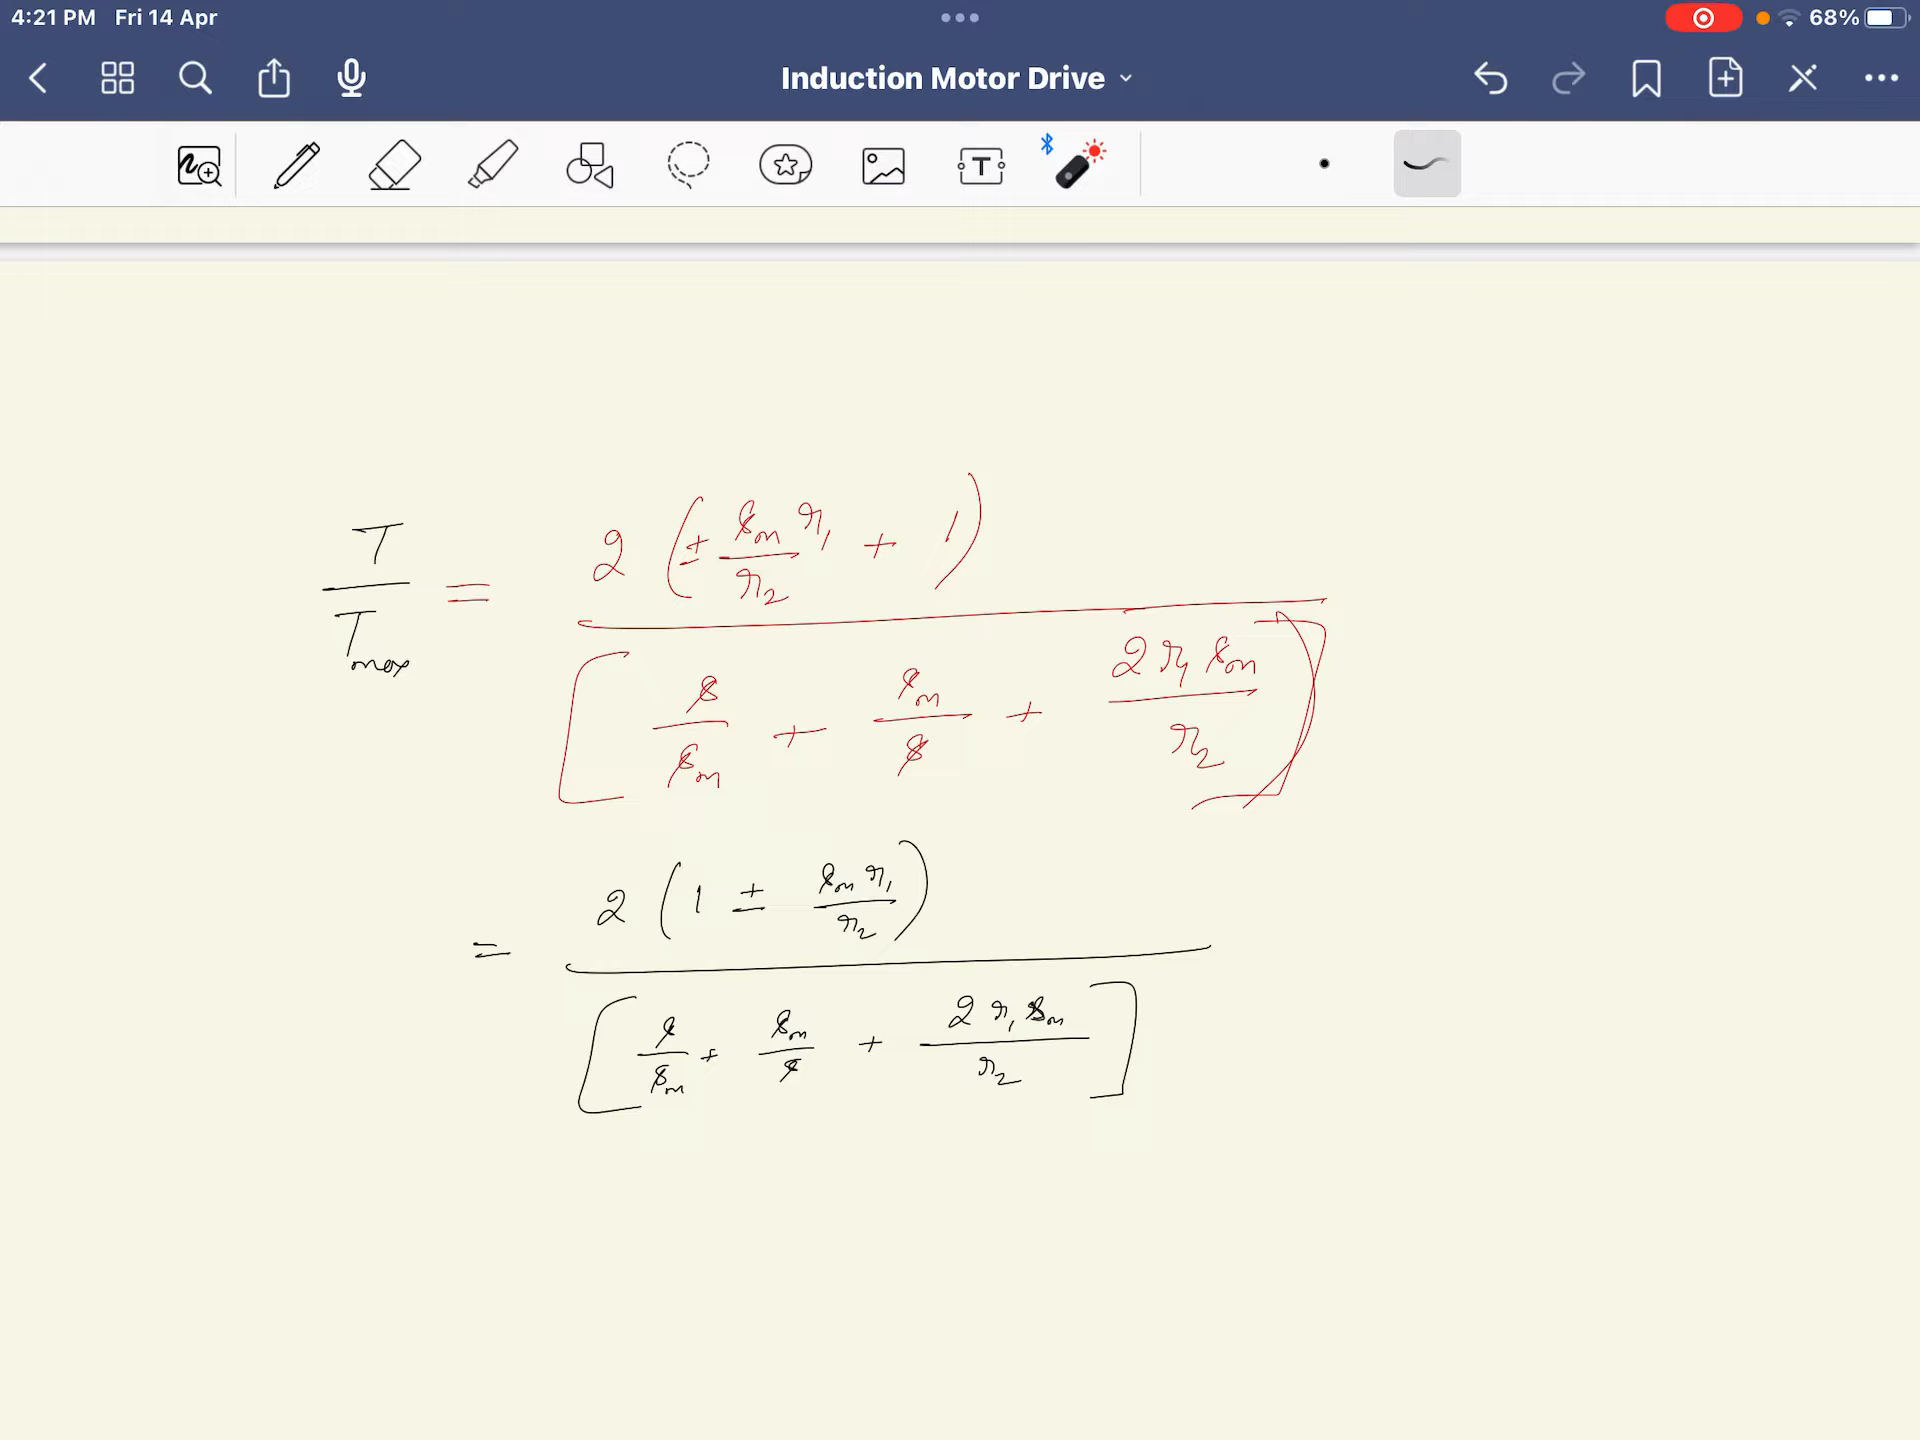 4:21 PM Fri 14 Apr 68%
Induction Motor Drive
T
T
T/Tmax = 2 (± sm r1/r2 + 1) / [ s/sm + sm/s + 2 r1 sm/r2 ]
= 2 (1 ± sm r1/r2) / [ s/sm + sm/s + 2 r1 sm/r2 ]